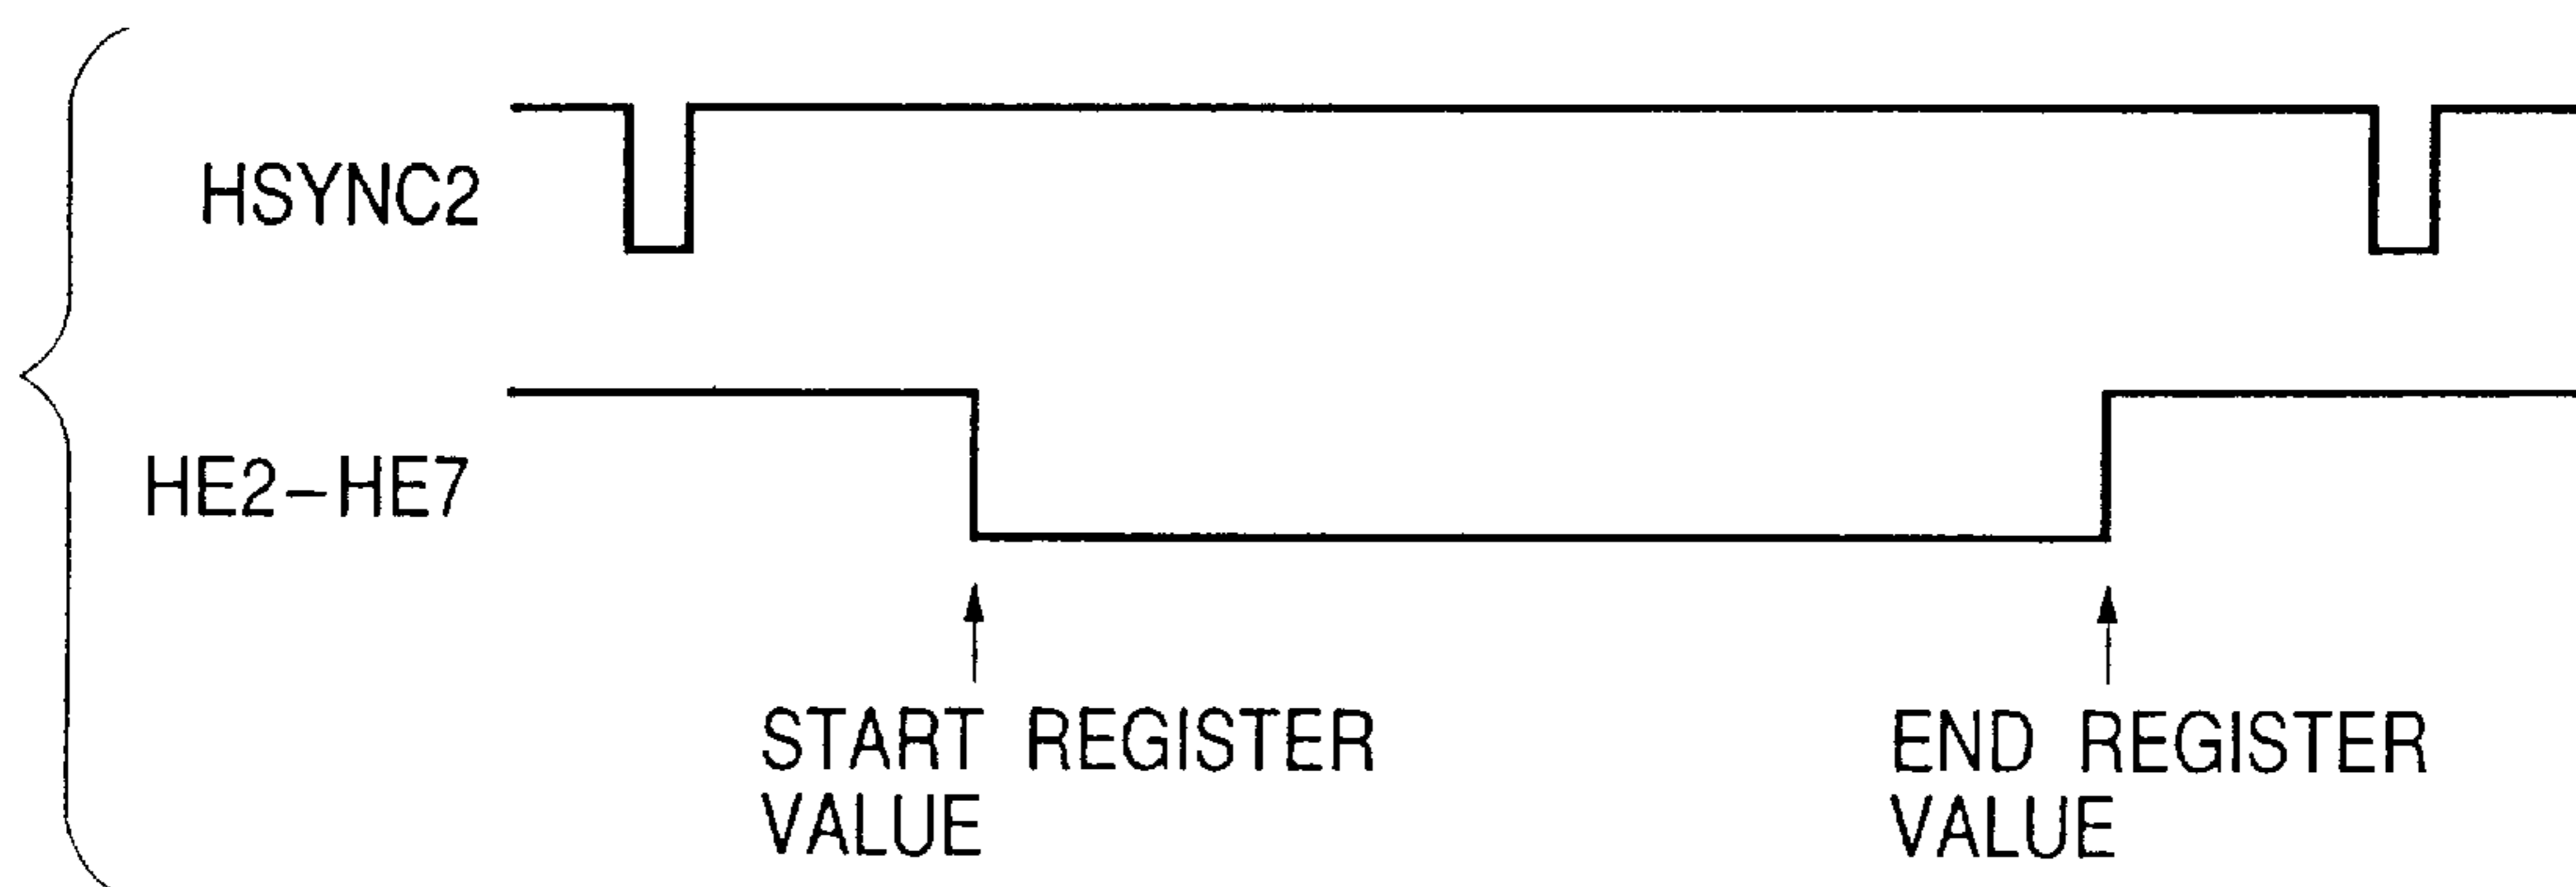 HSYNC2
HE2-HE7
START REGISTER
VALUE
END REGISTER
VALUE